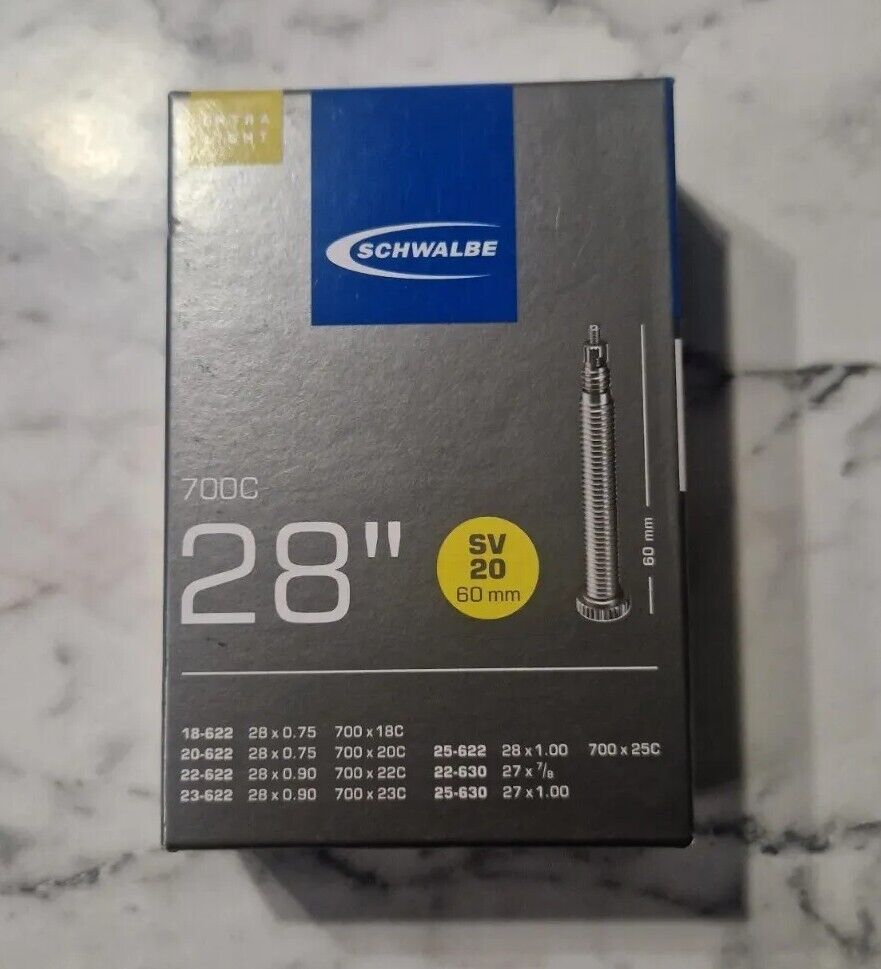 SCHWALBE
60 mm
700C
28"
SV
20
60 mm
18-622 28 x 0.75 700 x 18C
20-622 28 x 0.75 700 x 20C 25-622 28 x 1.00 700 x 25C
22-622 28 x 0.90 700 x 22C 22-630 27 x 7/8
23-622 28 x 0.90 700 x 23C 25-630 27 x 1.00